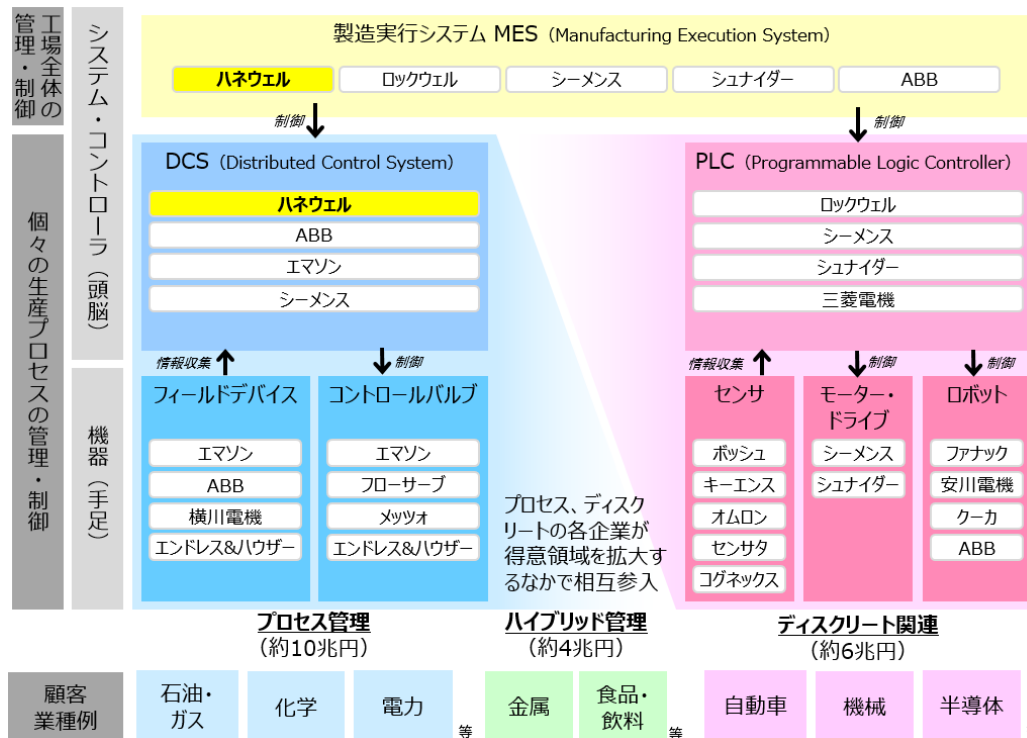 工場全体の
管理・制御
システム・コントローラ（頭脳）
製造実行システム MES（Manufacturing Execution System）
ハネウェル
ロックウェル
シーメンス
シュナイダー
ABB
制御
制御
個々の生産プロセスの管理・制御
DCS（Distributed Control System）
ハネウェル
ABB
エマソン
シーメンス
PLC（Programmable Logic Controller）
ロックウェル
シーメンス
シュナイダー
三菱電機
情報収集
制御
情報収集
制御
制御
機器（手足）
フィールドデバイス
エマソン
ABB
横川電機
エンドレス&ハウザー
コントロールバルブ
エマソン
フローサーブ
メッツォ
エンドレス&ハウザー
プロセス、ディスク
リートの各企業が
得意領域を拡大す
るなかで相互参入
センサ
ボッシュ
キーエンス
オムロン
センサタ
コグネックス
モーター・
ドライブ
シーメンス
シュナイダー
ロボット
ファナック
安川電機
クーカ
ABB
プロセス管理
（約10兆円）
ハイブリッド管理
（約4兆円）
ディスクリート関連
（約6兆円）
顧客
業種例
石油・
ガス
化学
電力
等
金属
食品・
飲料
等
自動車
機械
半導体